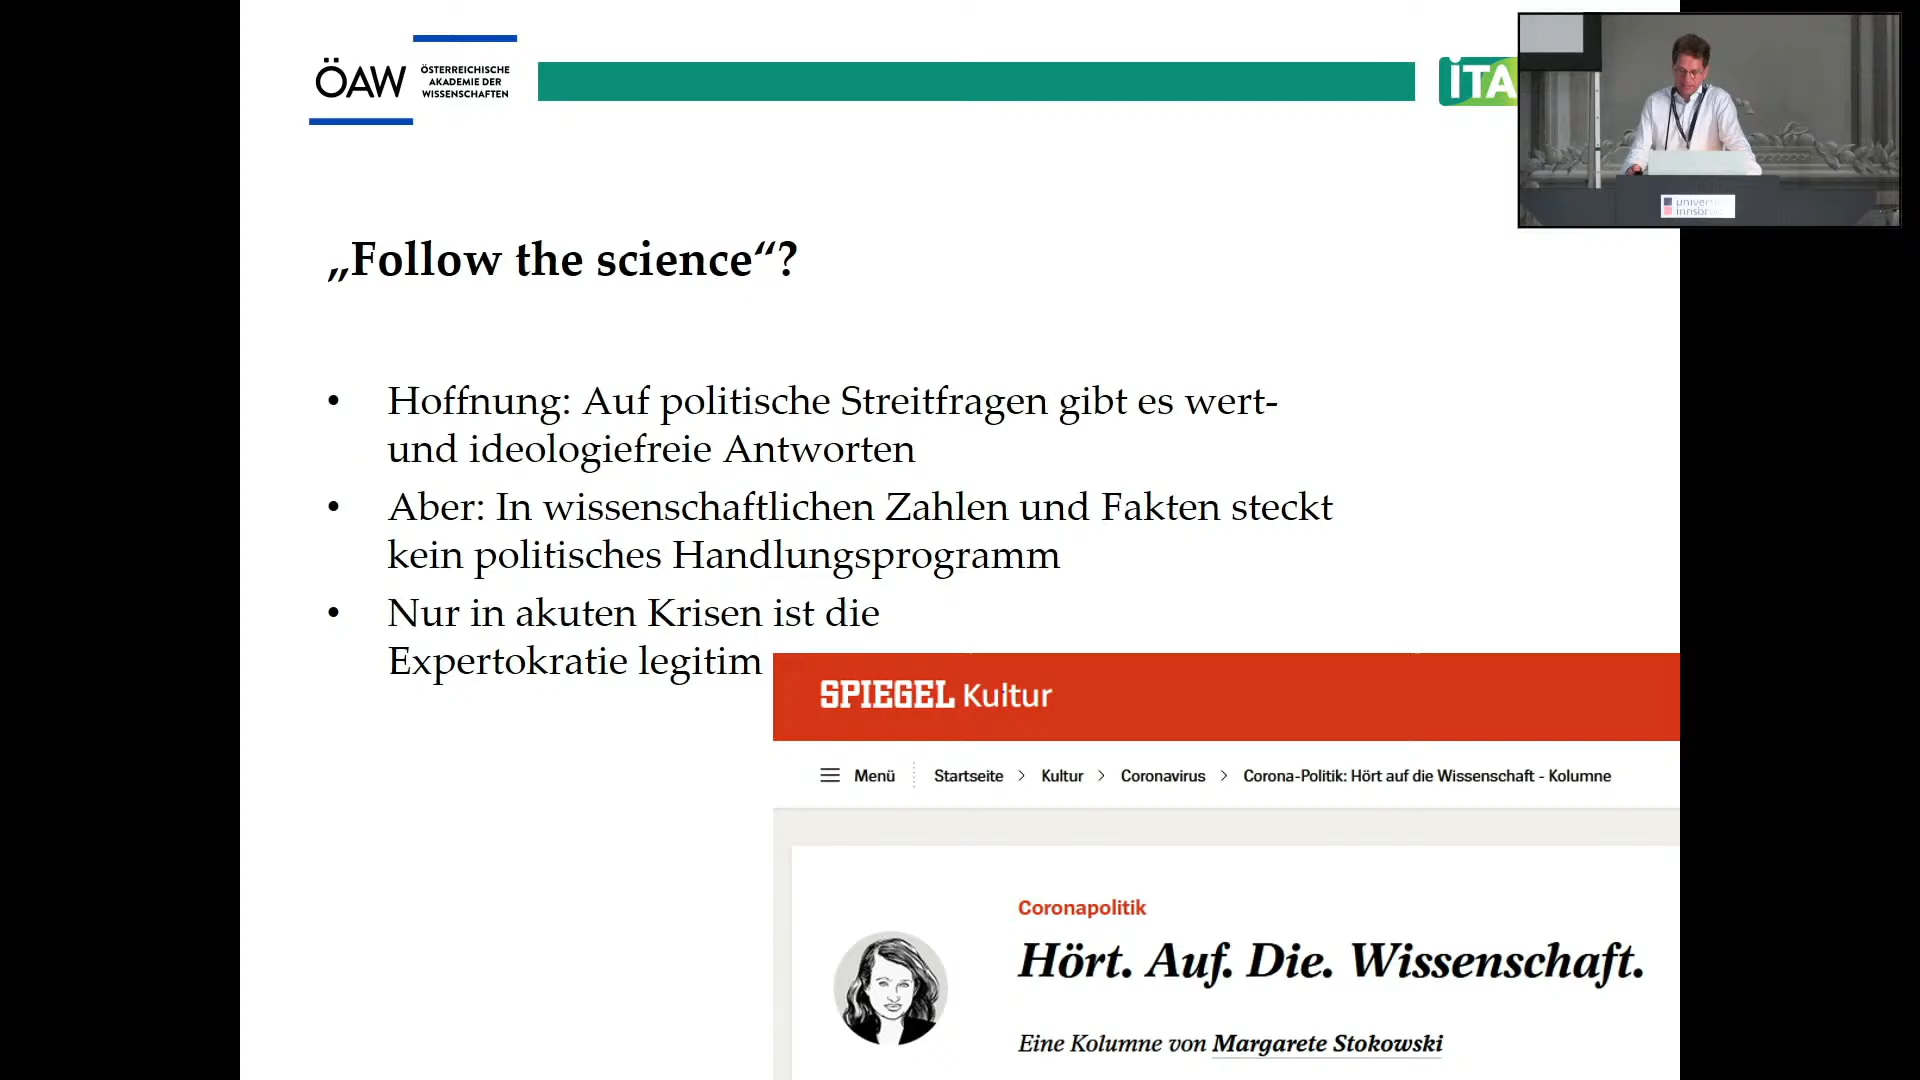 ÖAW
ÖSTERREICHISCHE
AKADEMIE DER
WISSENSCHAFTEN
ITA
„Follow the science“?
• Hoffnung: Auf politische Streitfragen gibt es wert-
und ideologiefreie Antworten
• Aber: In wissenschaftlichen Zahlen und Fakten steckt
kein politisches Handlungsprogramm
• Nur in akuten Krisen ist die
Expertokratie legitim
SPIEGEL Kultur
Menü Startseite > Kultur > Coronavirus > Corona-Politik: Hört auf die Wissenschaft - Kolumne
Coronapolitik
Hört. Auf. Die. Wissenschaft.
Eine Kolumne von Margarete Stokowski